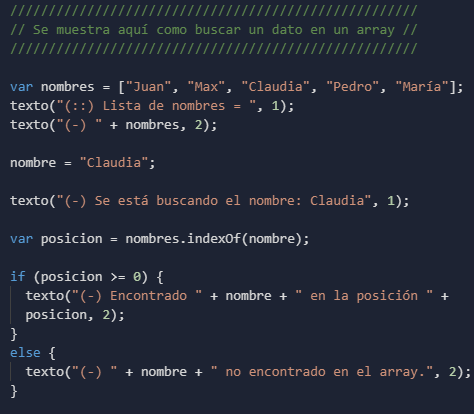 ////////////////////////////////////////////////////
// Se muestra aquí como buscar un dato en un array //
////////////////////////////////////////////////////
var nombres = ["Juan", "Max", "Claudia", "Pedro", "María"];
texto("(::) Lista de nombres = ", 1);
texto("(-) " + nombres, 2);
nombre = "Claudia";
texto("(-) Se está buscando el nombre: Claudia", 1);
var posicion = nombres.indexOf(nombre);
if (posicion >= 0) {
  texto("(-) Encontrado " + nombre + " en la posición " +
  posicion, 2);
}
else {
  texto("(-) " + nombre + " no encontrado en el array.", 2);
}